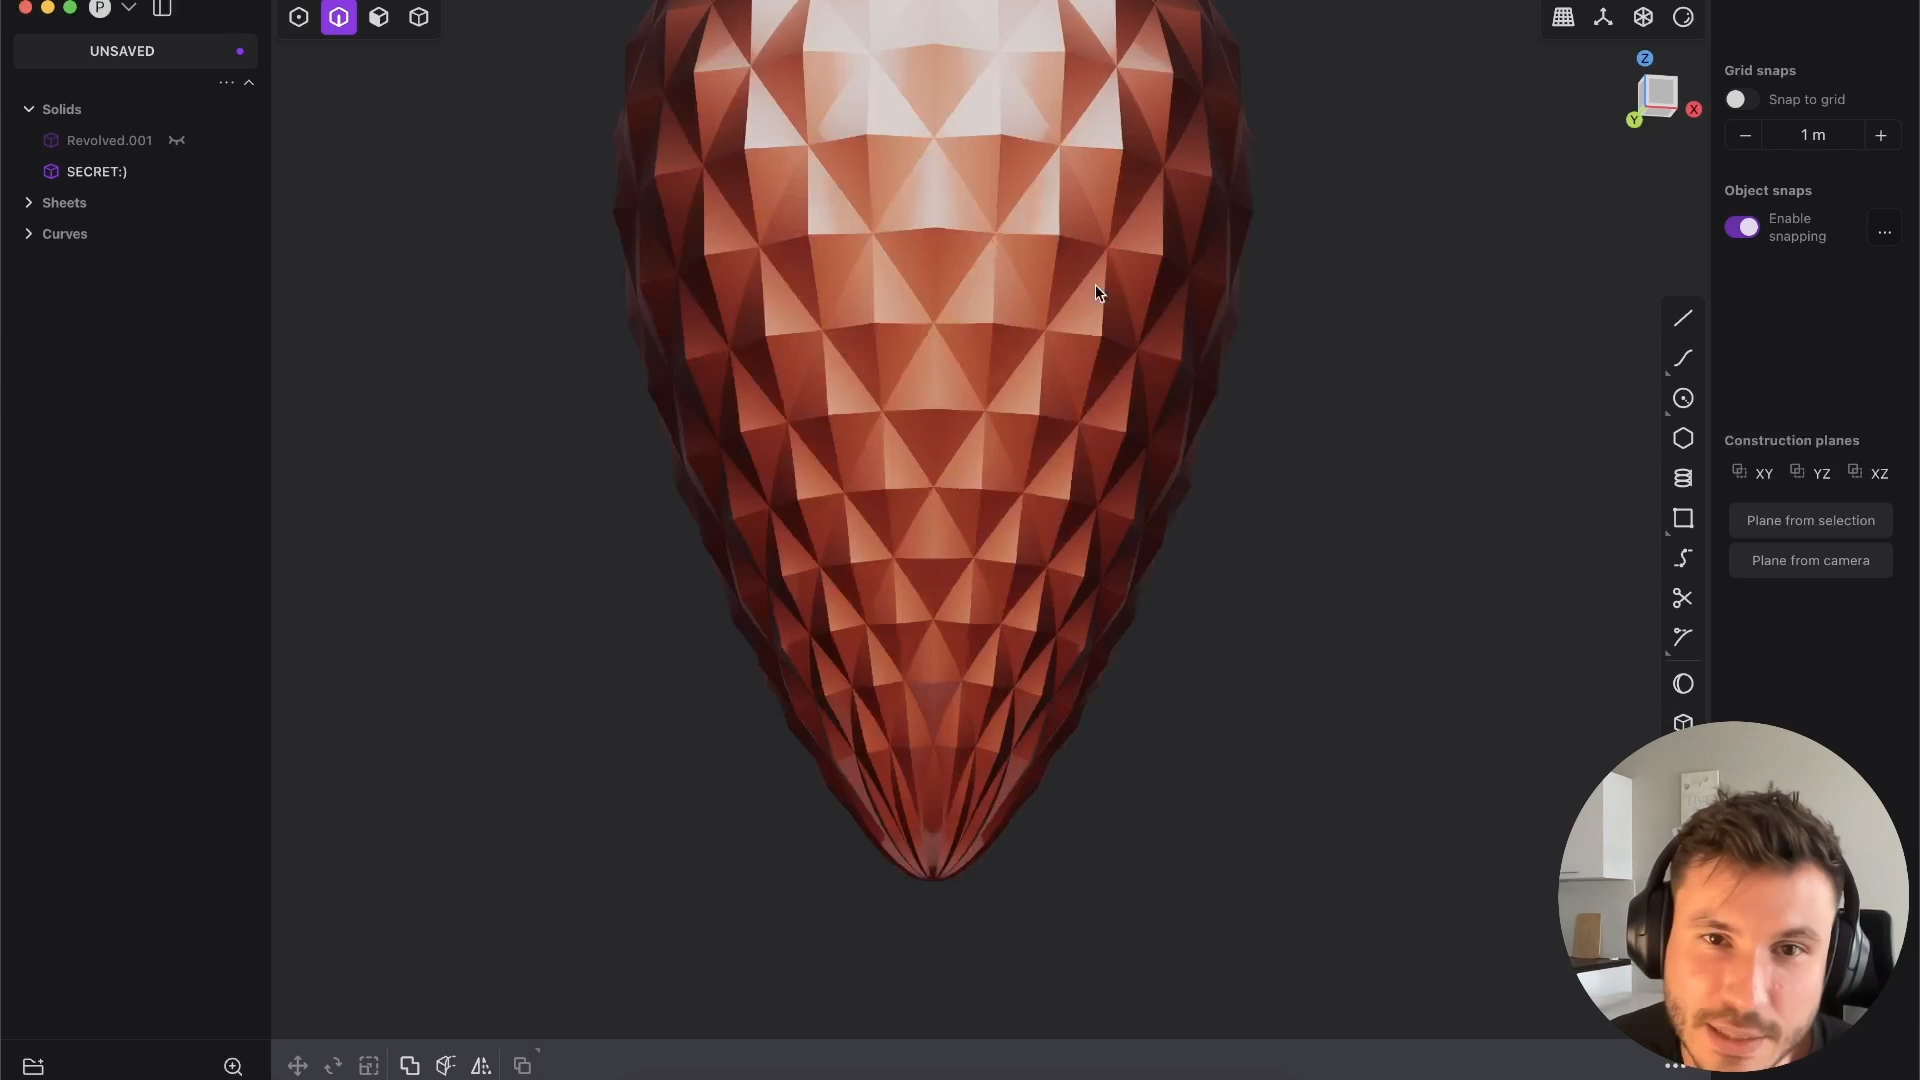 P
UNSAVED
Solids
Revolved.001
SECRET:)
Sheets
Curves
Z
X
Y
Grid snaps
Snap to grid
1 m
Object snaps
Enable
snapping
...
Construction planes
XY YZ XZ
Plane from selection
Plane from camera